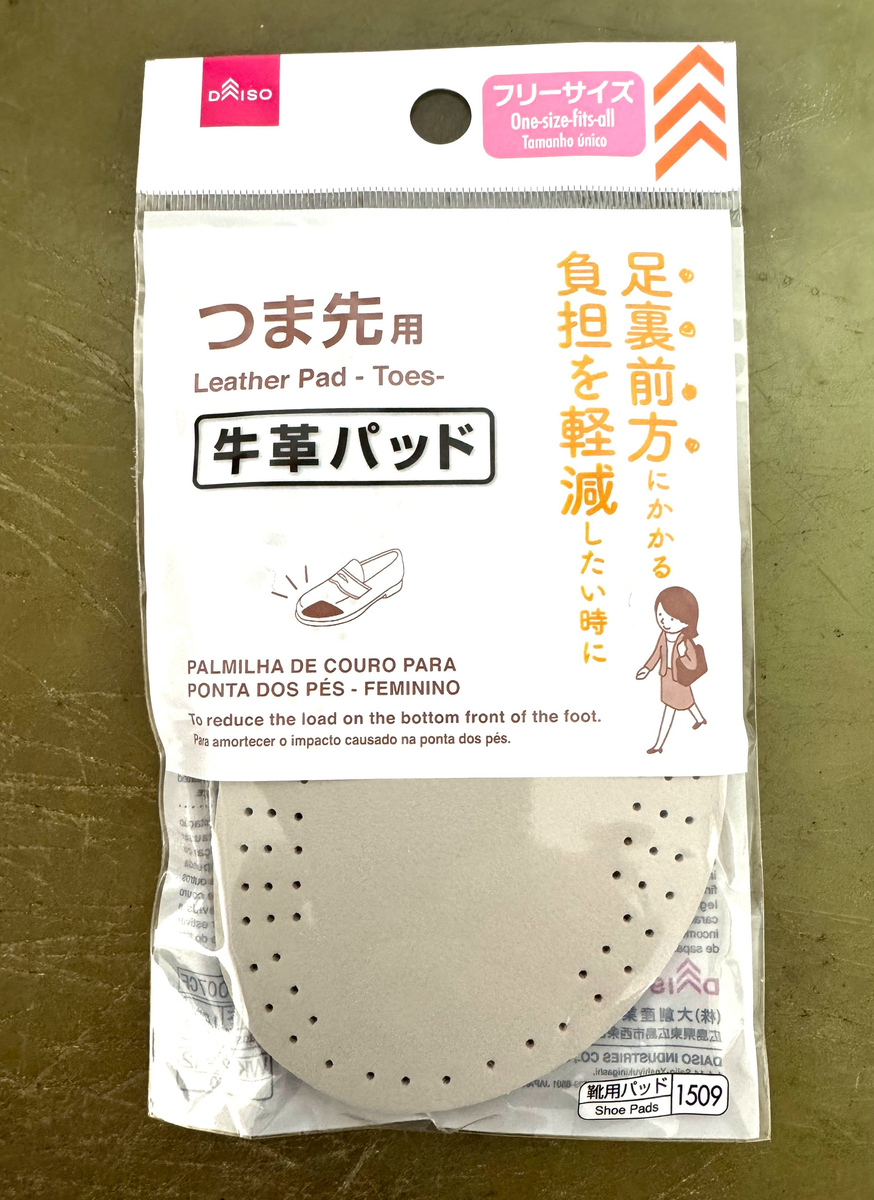 DAISO
フリーサイズ
One-size-fits-all
Tamanho único
足裏前方にかかる
負担を軽減したい時に
つま先用
Leather Pad - Toes-
牛革パッド
PALMILHA DE COURO PARA
PONTA DOS PÉS - FEMININO
To reduce the load on the bottom front of the foot.
Para amortecer o impacto causado na ponta dos pés.
靴用パッド
Shoe Pads
1509